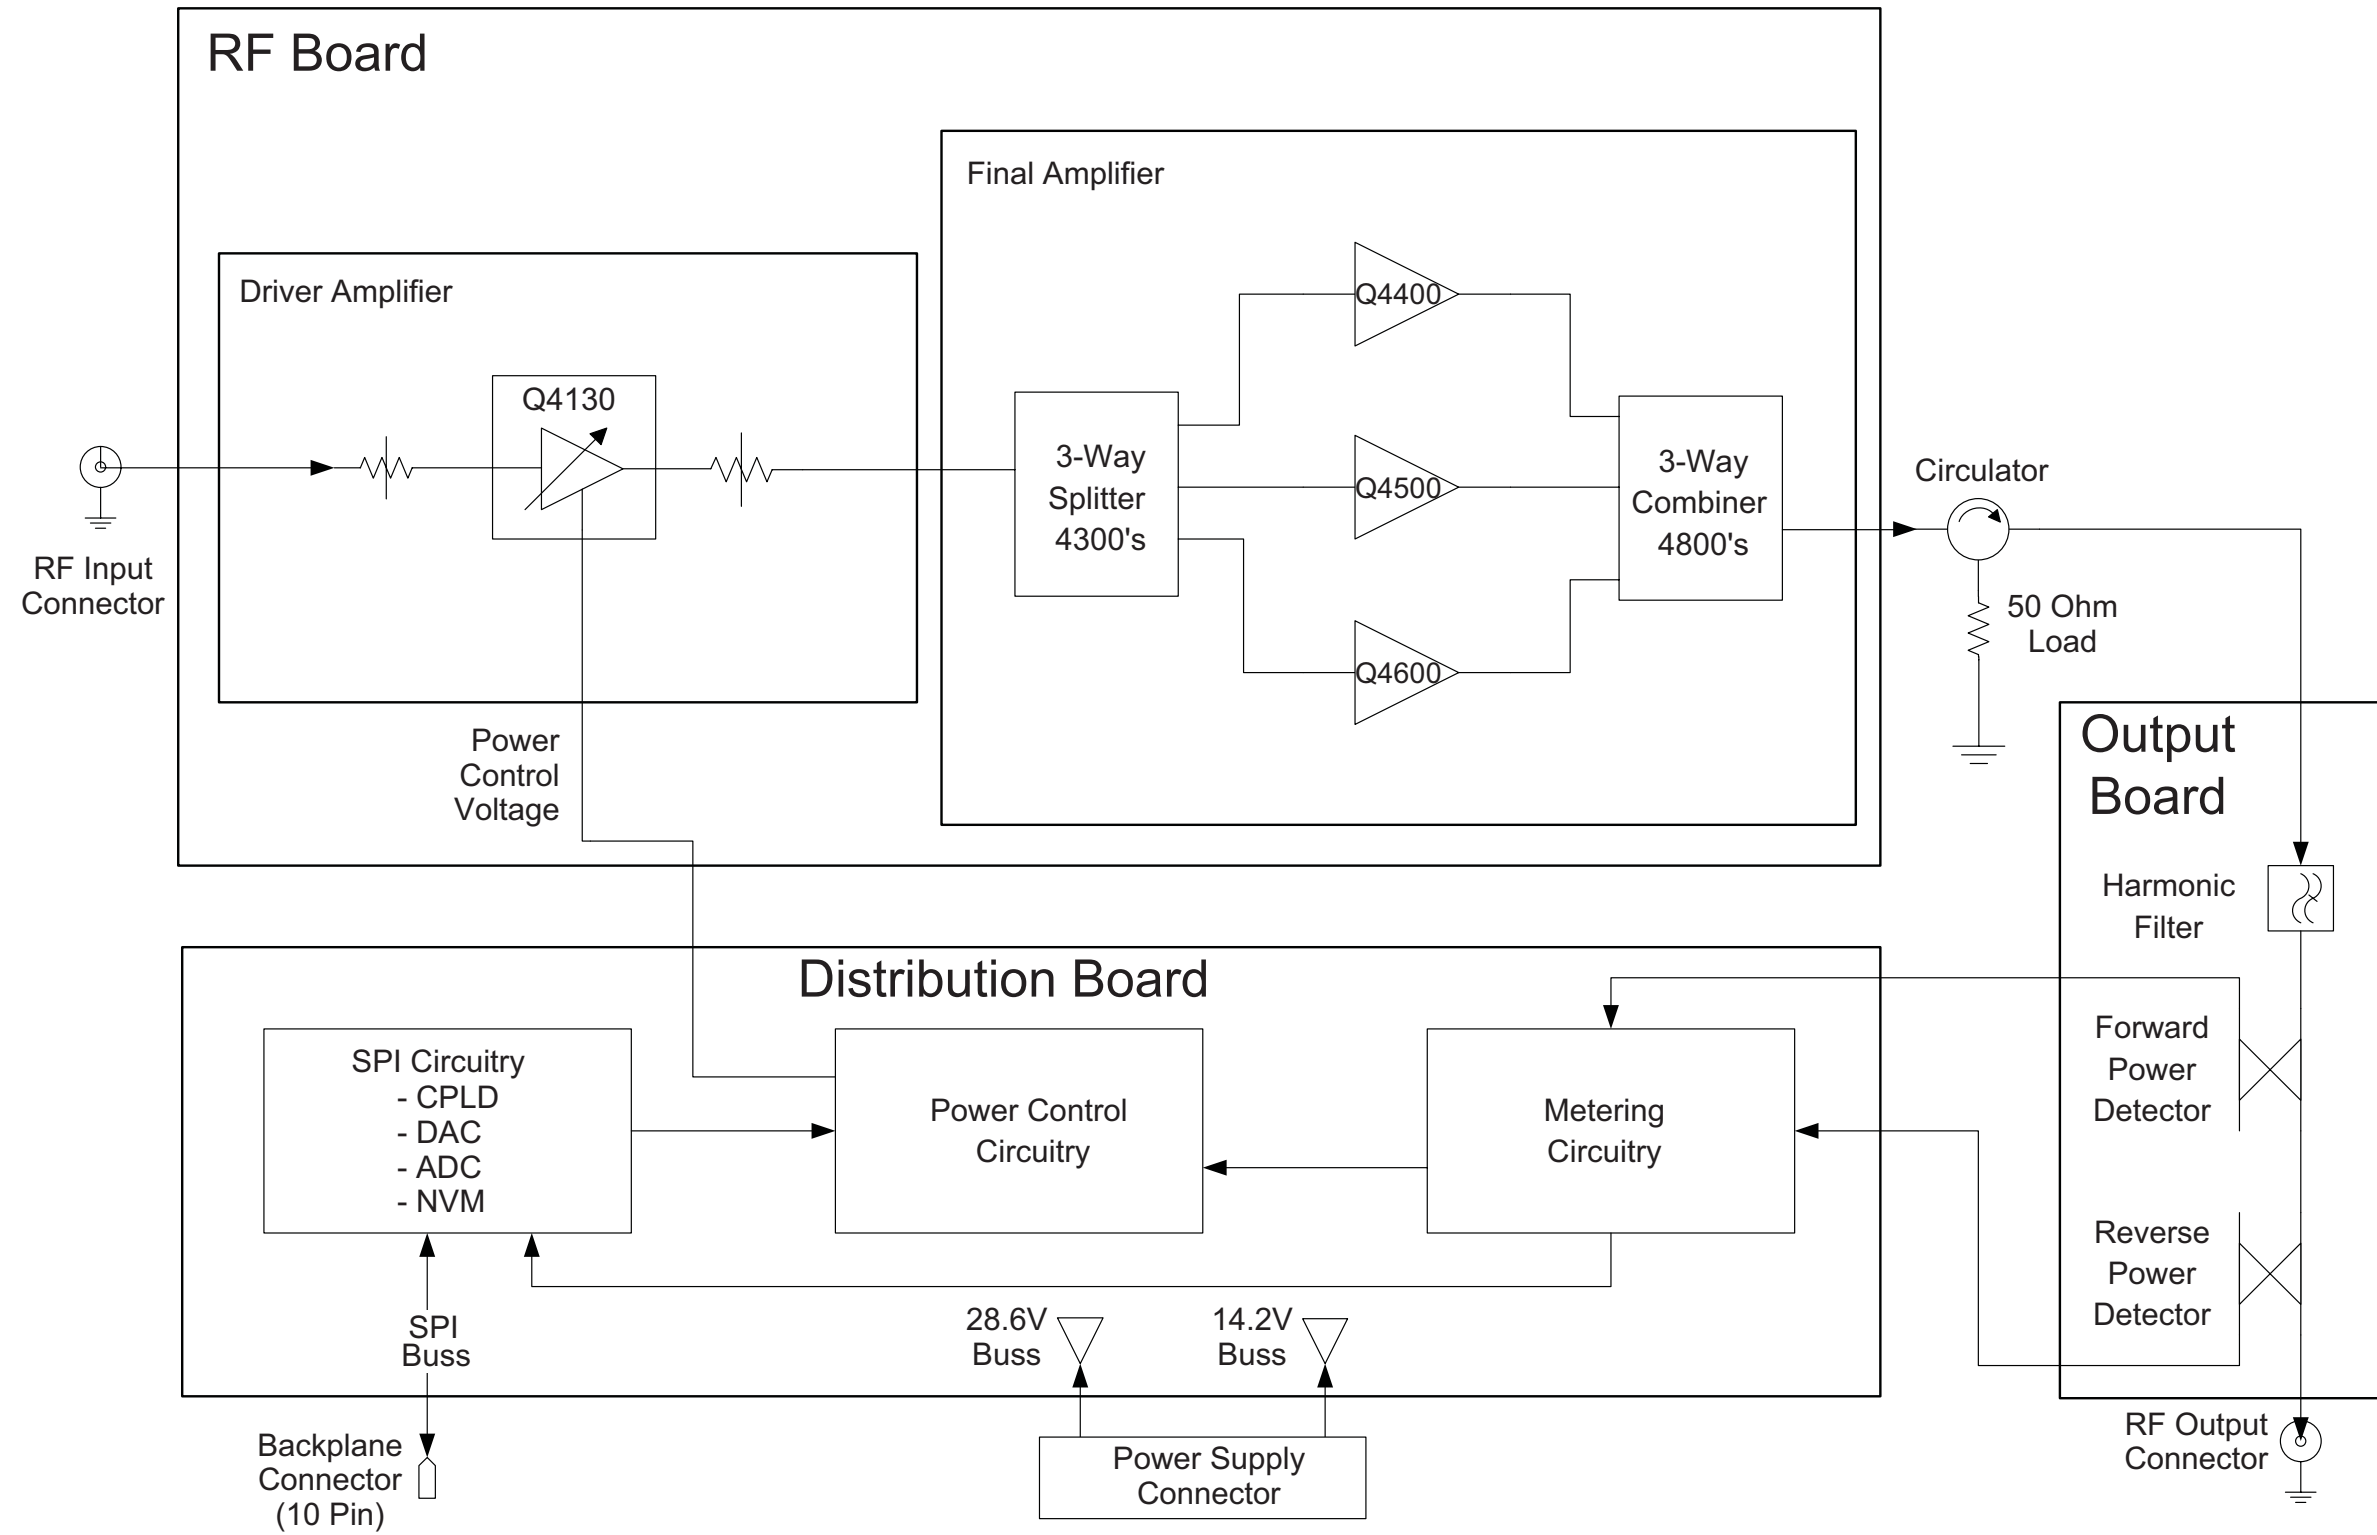 RF Board
Final Amplifier
Driver Amplifier
Q4400
Q4130
3-Way
Splitter
4300's
Q4500
3-Way
Combiner
4800's
Circulator
RF Input
Connector
50 Ohm
Load
Q4600
Power
Control
Voltage
Output
Board
Harmonic
Filter
Distribution Board
SPI Circuitry
- CPLD
- DAC
- ADC
- NVM
Power Control
Circuitry
Metering
Circuitry
Forward
Power
Detector
Reverse
Power
Detector
SPI
Buss
28.6V
Buss
14.2V
Buss
Backplane
Connector
(10 Pin)
Power Supply
Connector
RF Output
Connector